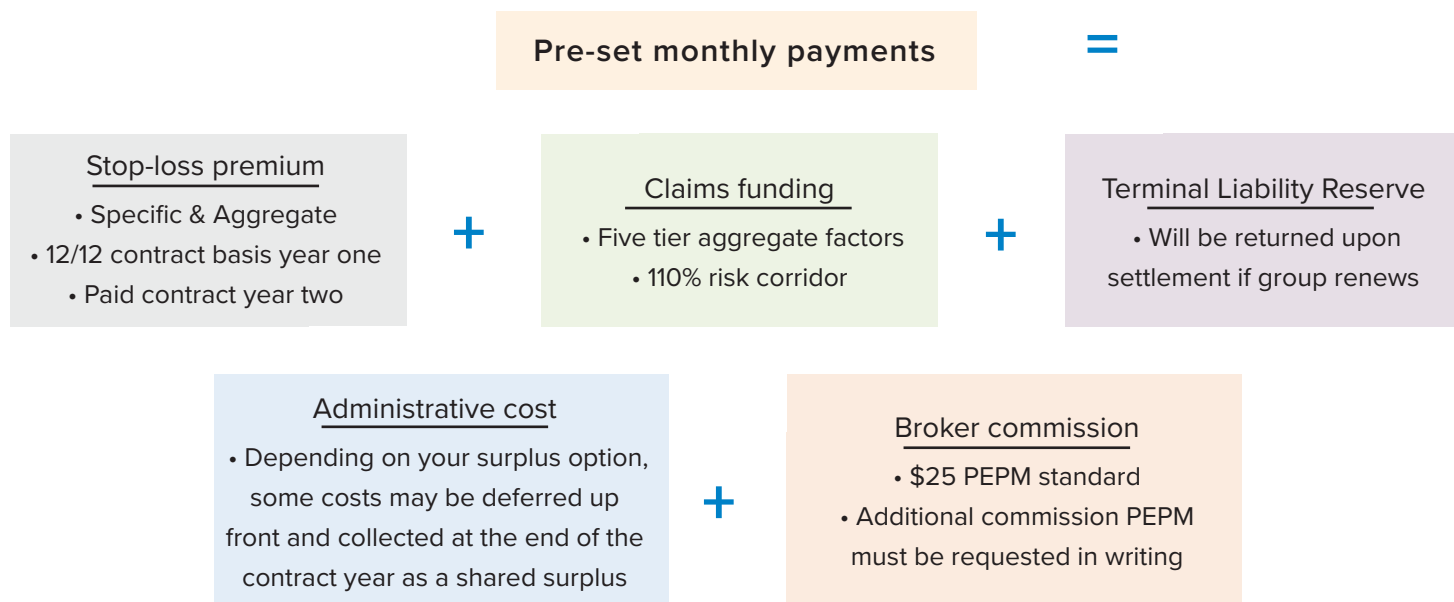 Pre-set monthly payments =
Stop-loss premium
• Specific & Aggregate
• 12/12 contract basis year one
• Paid contract year two
+
Claims funding
• Five tier aggregate factors
• 110% risk corridor
+
Terminal Liability Reserve
• Will be returned upon
settlement if group renews
Administrative cost
• Depending on your surplus option,
some costs may be deferred up
front and collected at the end of the
contract year as a shared surplus
+
Broker commission
• $25 PEPM standard
• Additional commission PEPM
must be requested in writing